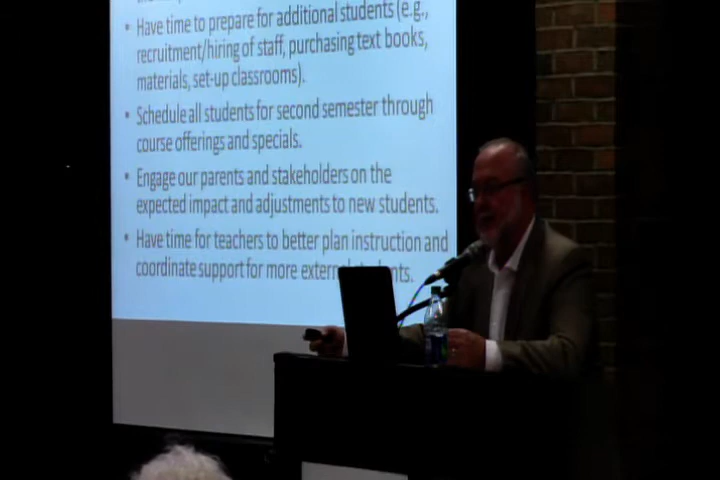 • Have time to prepare for additional students (e.g.,
recruitment/hiring of staff, purchasing text books,
materials, set-up classrooms).
• Schedule all students for second semester through
course offerings and specials.
• Engage our parents and stakeholders on the
expected impact and adjustments to new students.
• Have time for teachers to better plan instruction and
coordinate support for more external students.